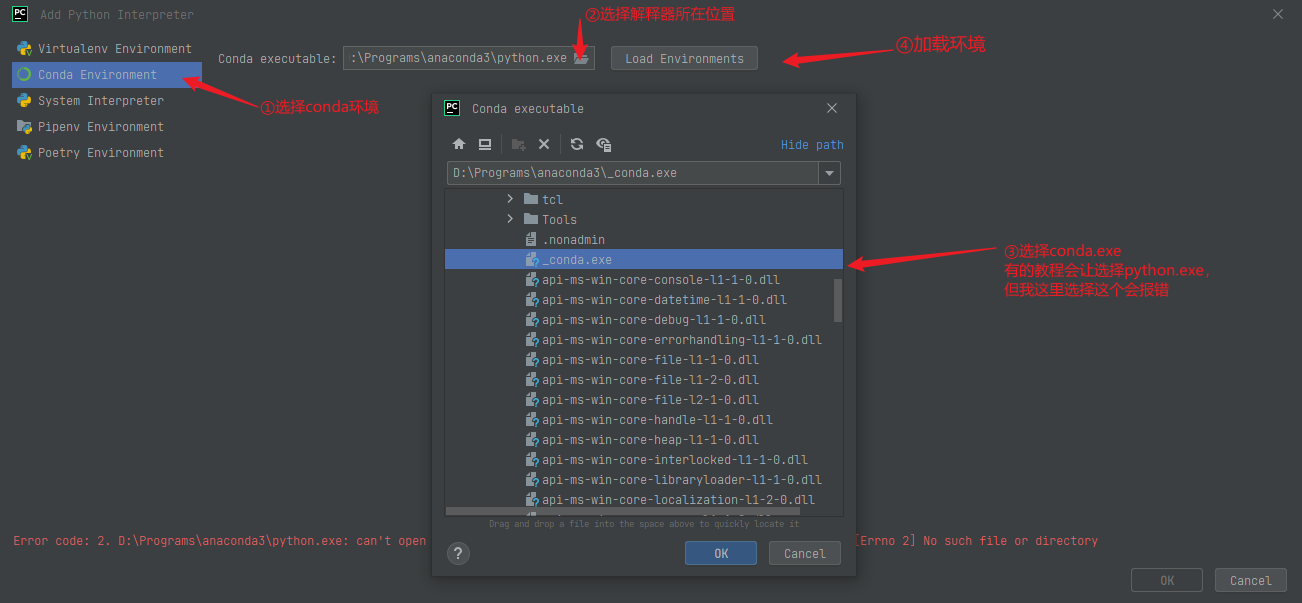 PC Add Python Interpreter
②选择解释器所在位置
Virtualenv Environment
Conda Environment
System Interpreter
Pipenv Environment
Poetry Environment
①选择conda环境
Conda executable: :\Programs\anaconda3\python.exe Load Environments
④加载环境
PC Conda executable
Hide path
D:\Programs\anaconda3\_conda.exe
tcl
Tools
.nonadmin
_conda.exe
api-ms-win-core-console-l1-1-0.dll
api-ms-win-core-datetime-l1-1-0.dll
api-ms-win-core-debug-l1-1-0.dll
api-ms-win-core-errorhandling-l1-1-0.dll
api-ms-win-core-file-l1-1-0.dll
api-ms-win-core-file-l1-2-0.dll
api-ms-win-core-file-l2-1-0.dll
api-ms-win-core-handle-l1-1-0.dll
api-ms-win-core-heap-l1-1-0.dll
api-ms-win-core-interlocked-l1-1-0.dll
api-ms-win-core-libraryloader-l1-1-0.dll
api-ms-win-core-localization-l1-2-0.dll
③选择conda.exe
有的教程会让选择python.exe，
但我这里选择这个会报错
Drag and drop a file into the space above to quickly locate it
Error code: 2. D:\Programs\anaconda3\python.exe: can't open
[Errno 2] No such file or directory
? OK Cancel
OK Cancel